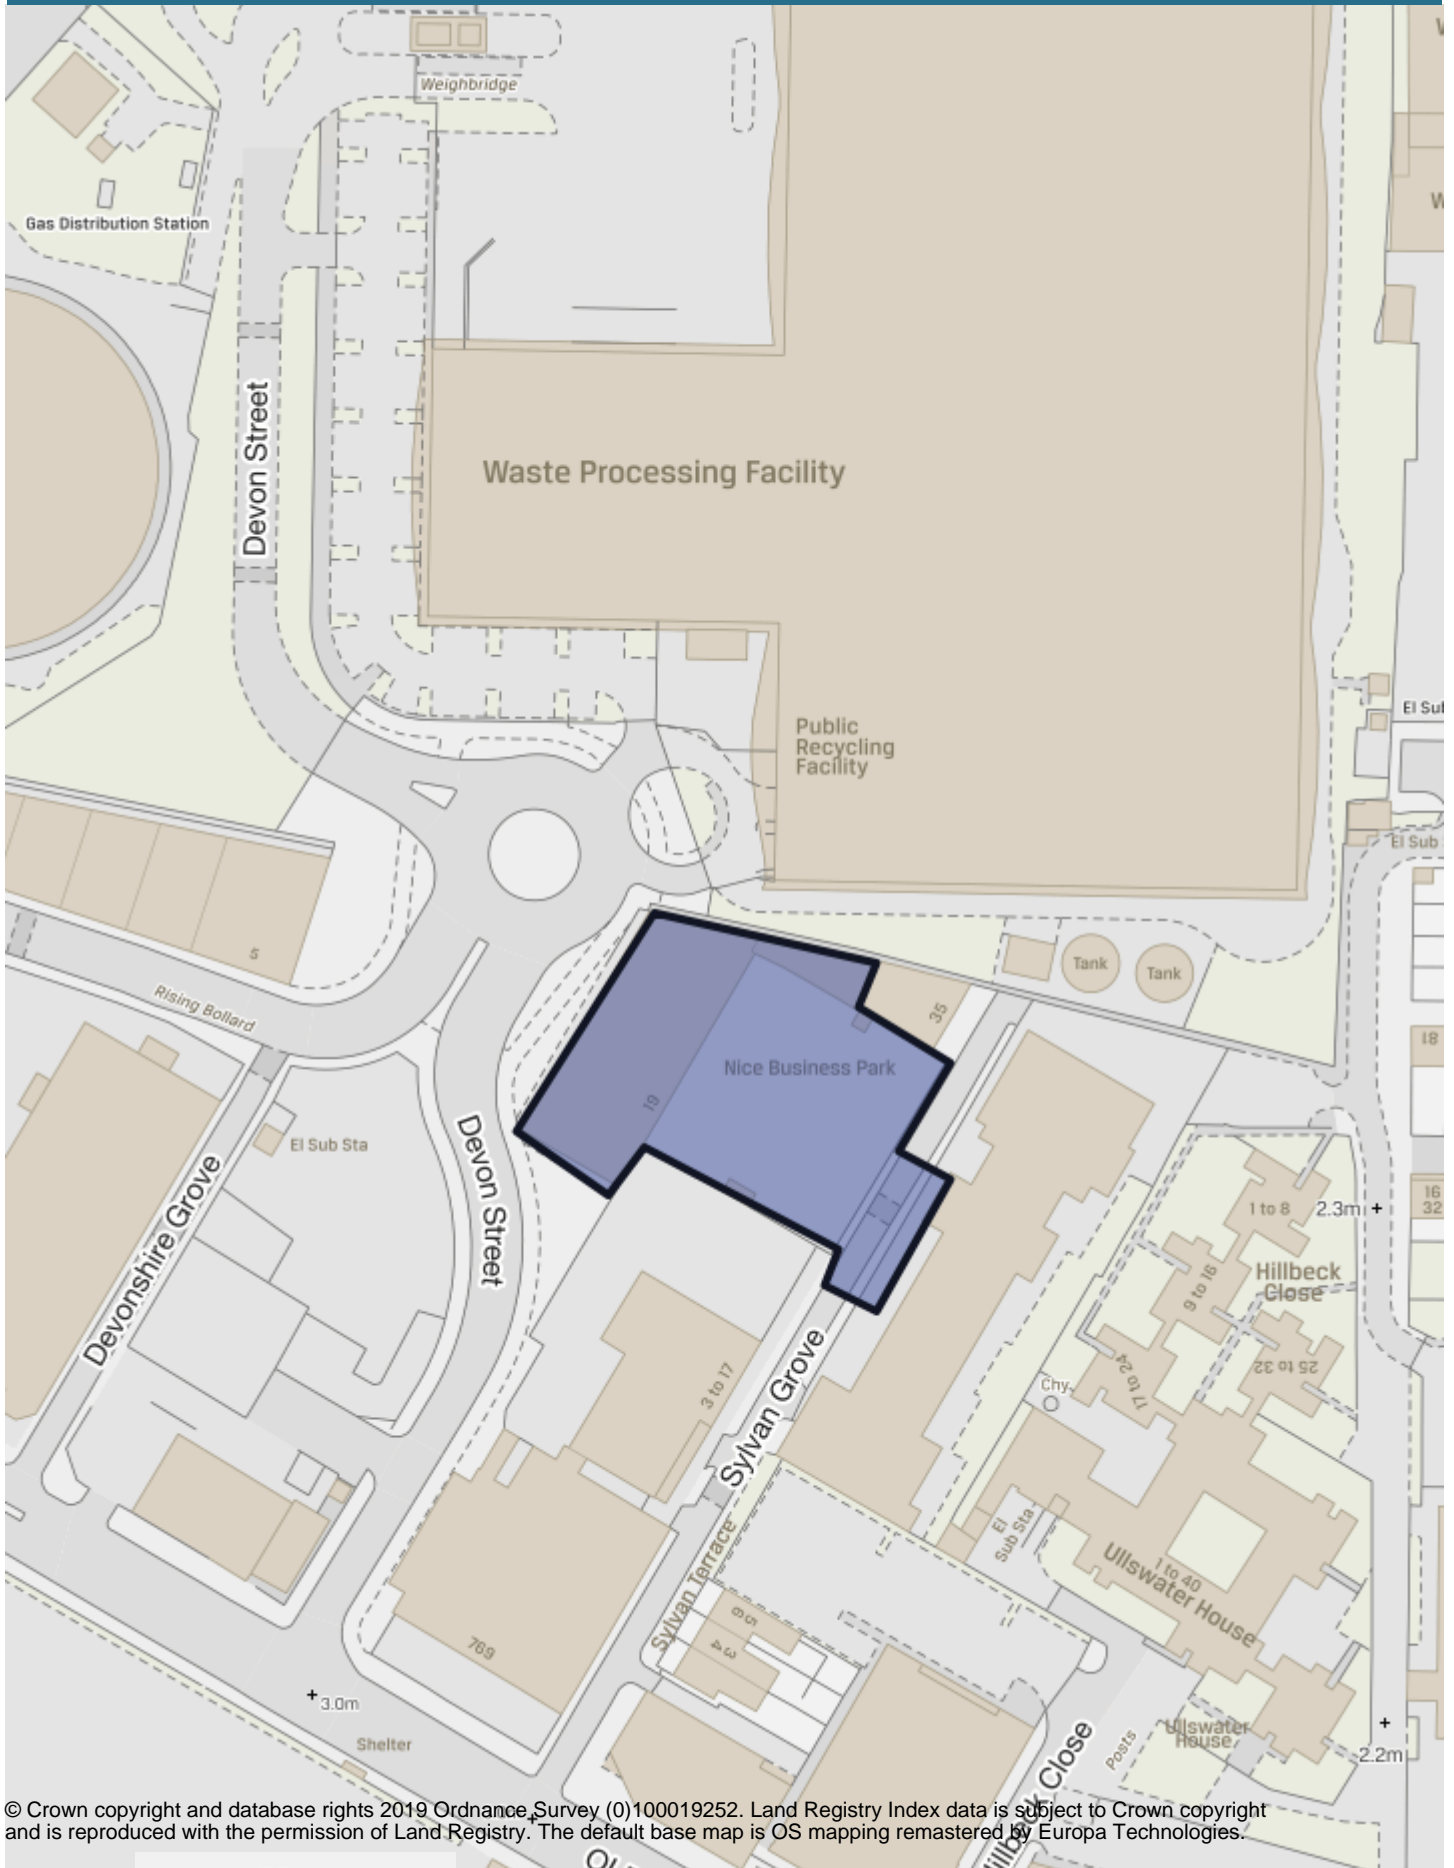 Weighbridge
Gas Distribution Station
Devon Street
Waste Processing Facility
Public
Recycling
Facility
El Sub
El Sub
5
Rising Bollard
Tank
Tank
35
Nice Business Park
19
81
El Sub Sta
Devon Street
Devonshire Grove
1 to 8
2.3m
16
32
9 to 16
Hillbeck
Close
25 to 32
17 to 24
Chy
3 to 17
Sylvan Grove
El
Sub Sta
1 to 40
Ullswater House
Sylvan Terrace
5 6
3 4
769
3.0m
Shelter
Ullswater
House
Posts
2.2m
Hillbeck Close
© Crown copyright and database rights 2019 Ordnance Survey (0)100019252. Land Registry Index data is subject to Crown copyright
and is reproduced with the permission of Land Registry. The default base map is OS mapping remastered by Europa Technologies.